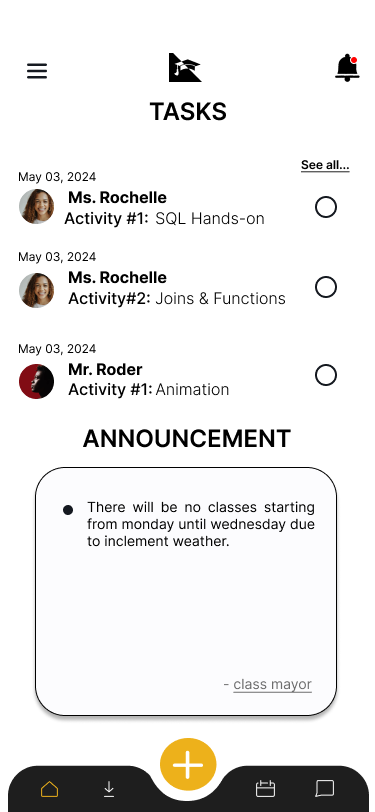 TASKS
See all...
May 03, 2024
Ms. Rochelle
Activity #1: SQL Hands-on
May 03, 2024
Ms. Rochelle
Activity#2: Joins & Functions
May 03, 2024
Mr. Roder
Activity #1: Animation
ANNOUNCEMENT
There will be no classes starting
from monday until wednesday due
to inclement weather.
- class mayor